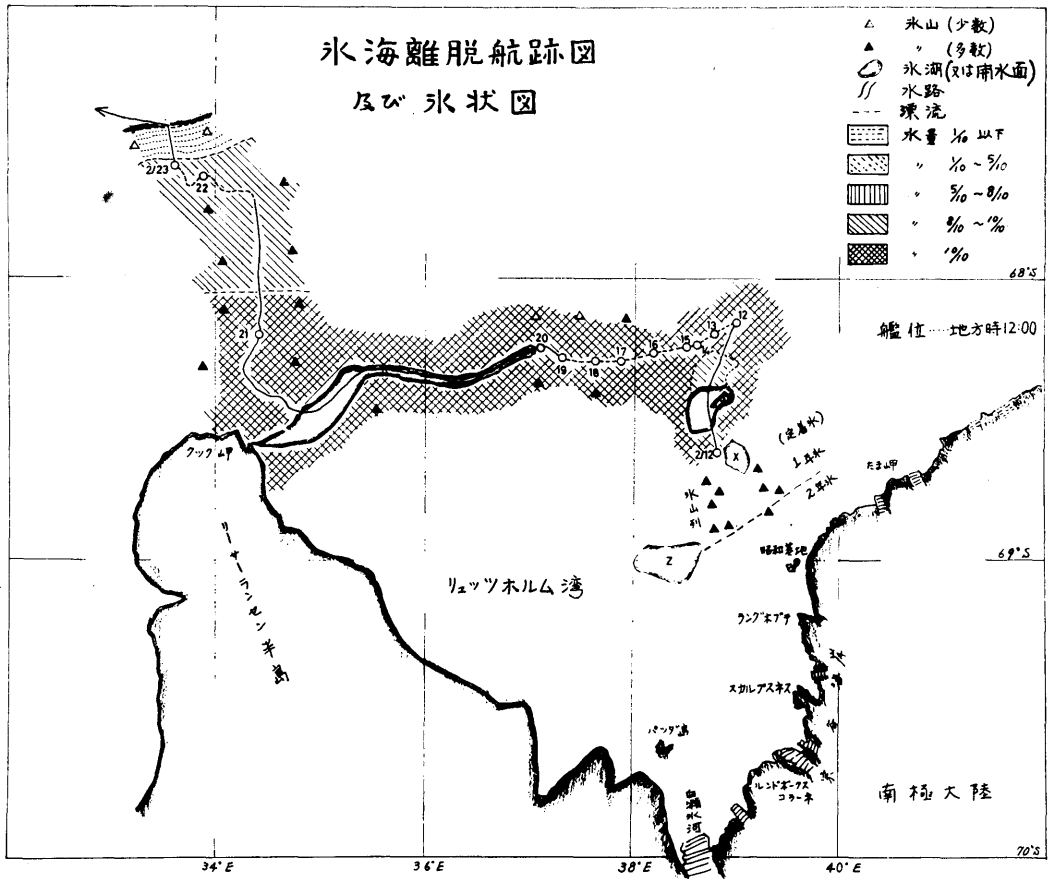 氷海離脱航跡図
及び 氷状図
氷山 (少数)
〃 (多数)
氷湖(又は開水面)
水路
漂流
氷量 1/10 以下
〃 1/10 ~ 5/10
〃 5/10 ~ 8/10
〃 8/10 ~ 10/10
〃 10/10
68°S
艦位……地方時12:00
2/23
22
21
20
19
18
17
16
15
14
13
12
2/12
X
(定着氷)
1年氷
2年氷
氷山列
Z
たま岬
昭和基地
69°S
クック岬
リーサーランセン半島
リュッツホルム湾
ラングホブデ
スカルブスネス
パッダ島
ルンドボークス
コラーネ
白瀬氷河
南極大陸
34°E
36°E
38°E
40°E
70°S